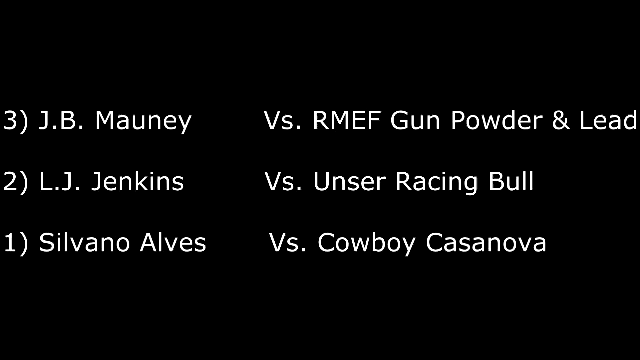 3) J.B. Mauney Vs. RMEF Gun Powder & Lead
2) L.J. Jenkins Vs. Unser Racing Bull
1) Silvano Alves Vs. Cowboy Casanova